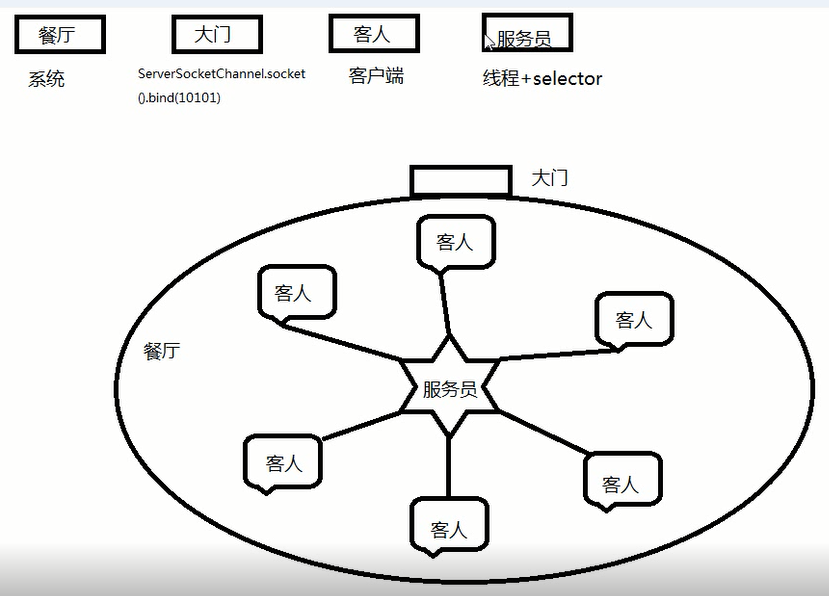 餐厅
大门
客人
服务员
系统
ServerSocketChannel.socket
().bind(10101)
客户端
线程+selector
大门
客人
客人
客人
餐厅
服务员
客人
客人
客人